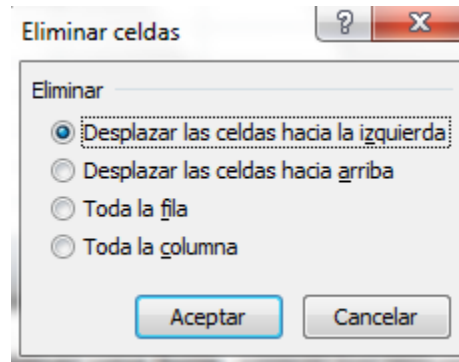 Eliminar celdas
Eliminar
Desplazar las celdas hacia la izquierda
Desplazar las celdas hacia arriba
Toda la fila
Toda la columna
Aceptar Cancelar